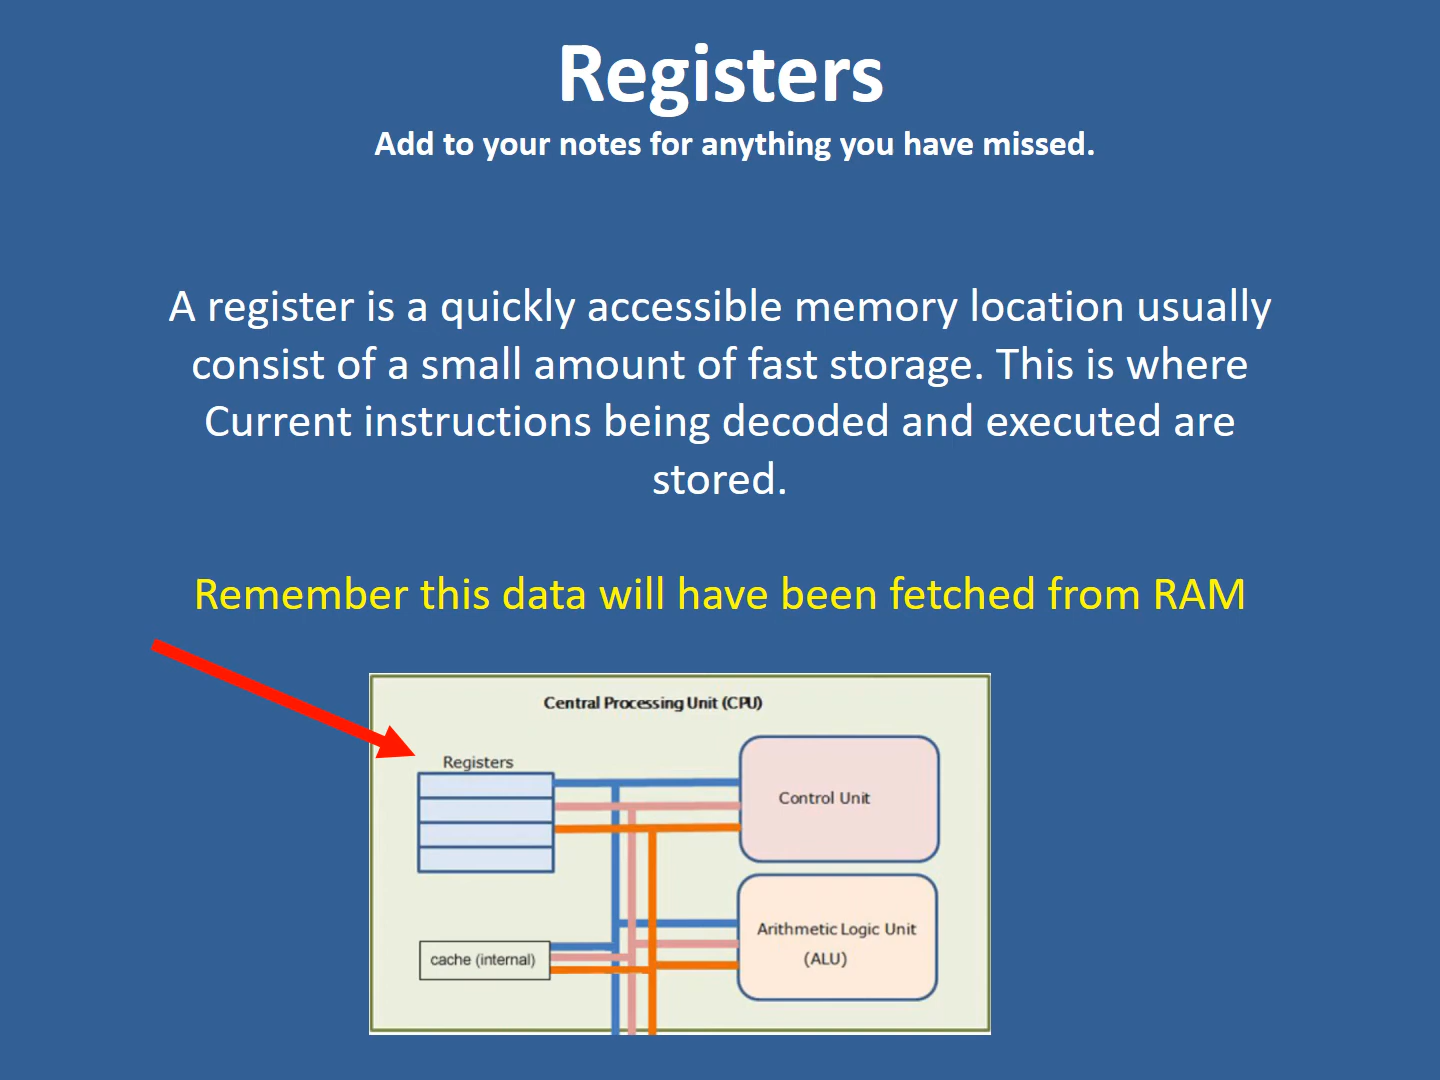 Registers
Add to your notes for anything you have missed.
A register is a quickly accessible memory location usually
consist of a small amount of fast storage. This is where
Current instructions being decoded and executed are
stored.
Remember this data will have been fetched from RAM
Central Processing Unit (CPU)
Registers
Control Unit
Arithmetic Logic Unit
(ALU)
cache (internal)